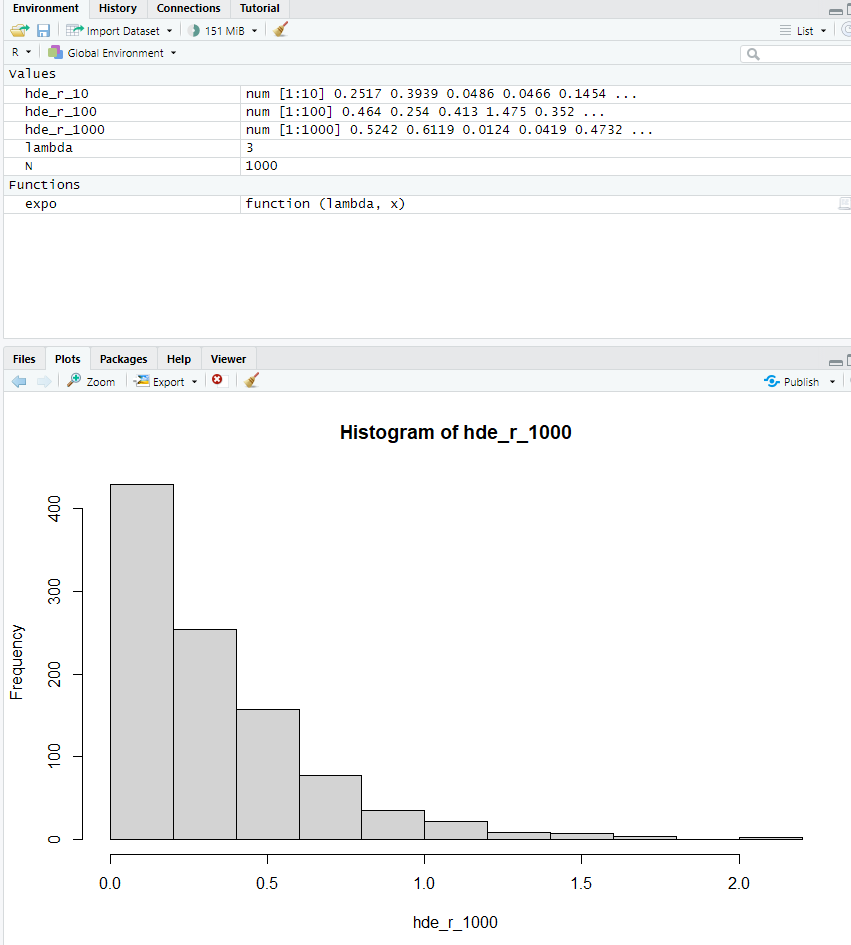 Environment History Connections Tutorial
Import Dataset 151 MiB List
R Global Environment
Values
hde_r_10 num [1:10] 0.2517 0.3939 0.0486 0.0466 0.1454 ...
hde_r_100 num [1:100] 0.464 0.254 0.413 1.475 0.352 ...
hde_r_1000 num [1:1000] 0.5242 0.6119 0.0124 0.0419 0.4732 ...
lambda 3
N 1000
Functions
expo function (lambda, x)
Files Plots Packages Help Viewer
Zoom Export Publish
Histogram of hde_r_1000
Frequency
400
300
200
100
0
0.0 0.5 1.0 1.5 2.0
hde_r_1000